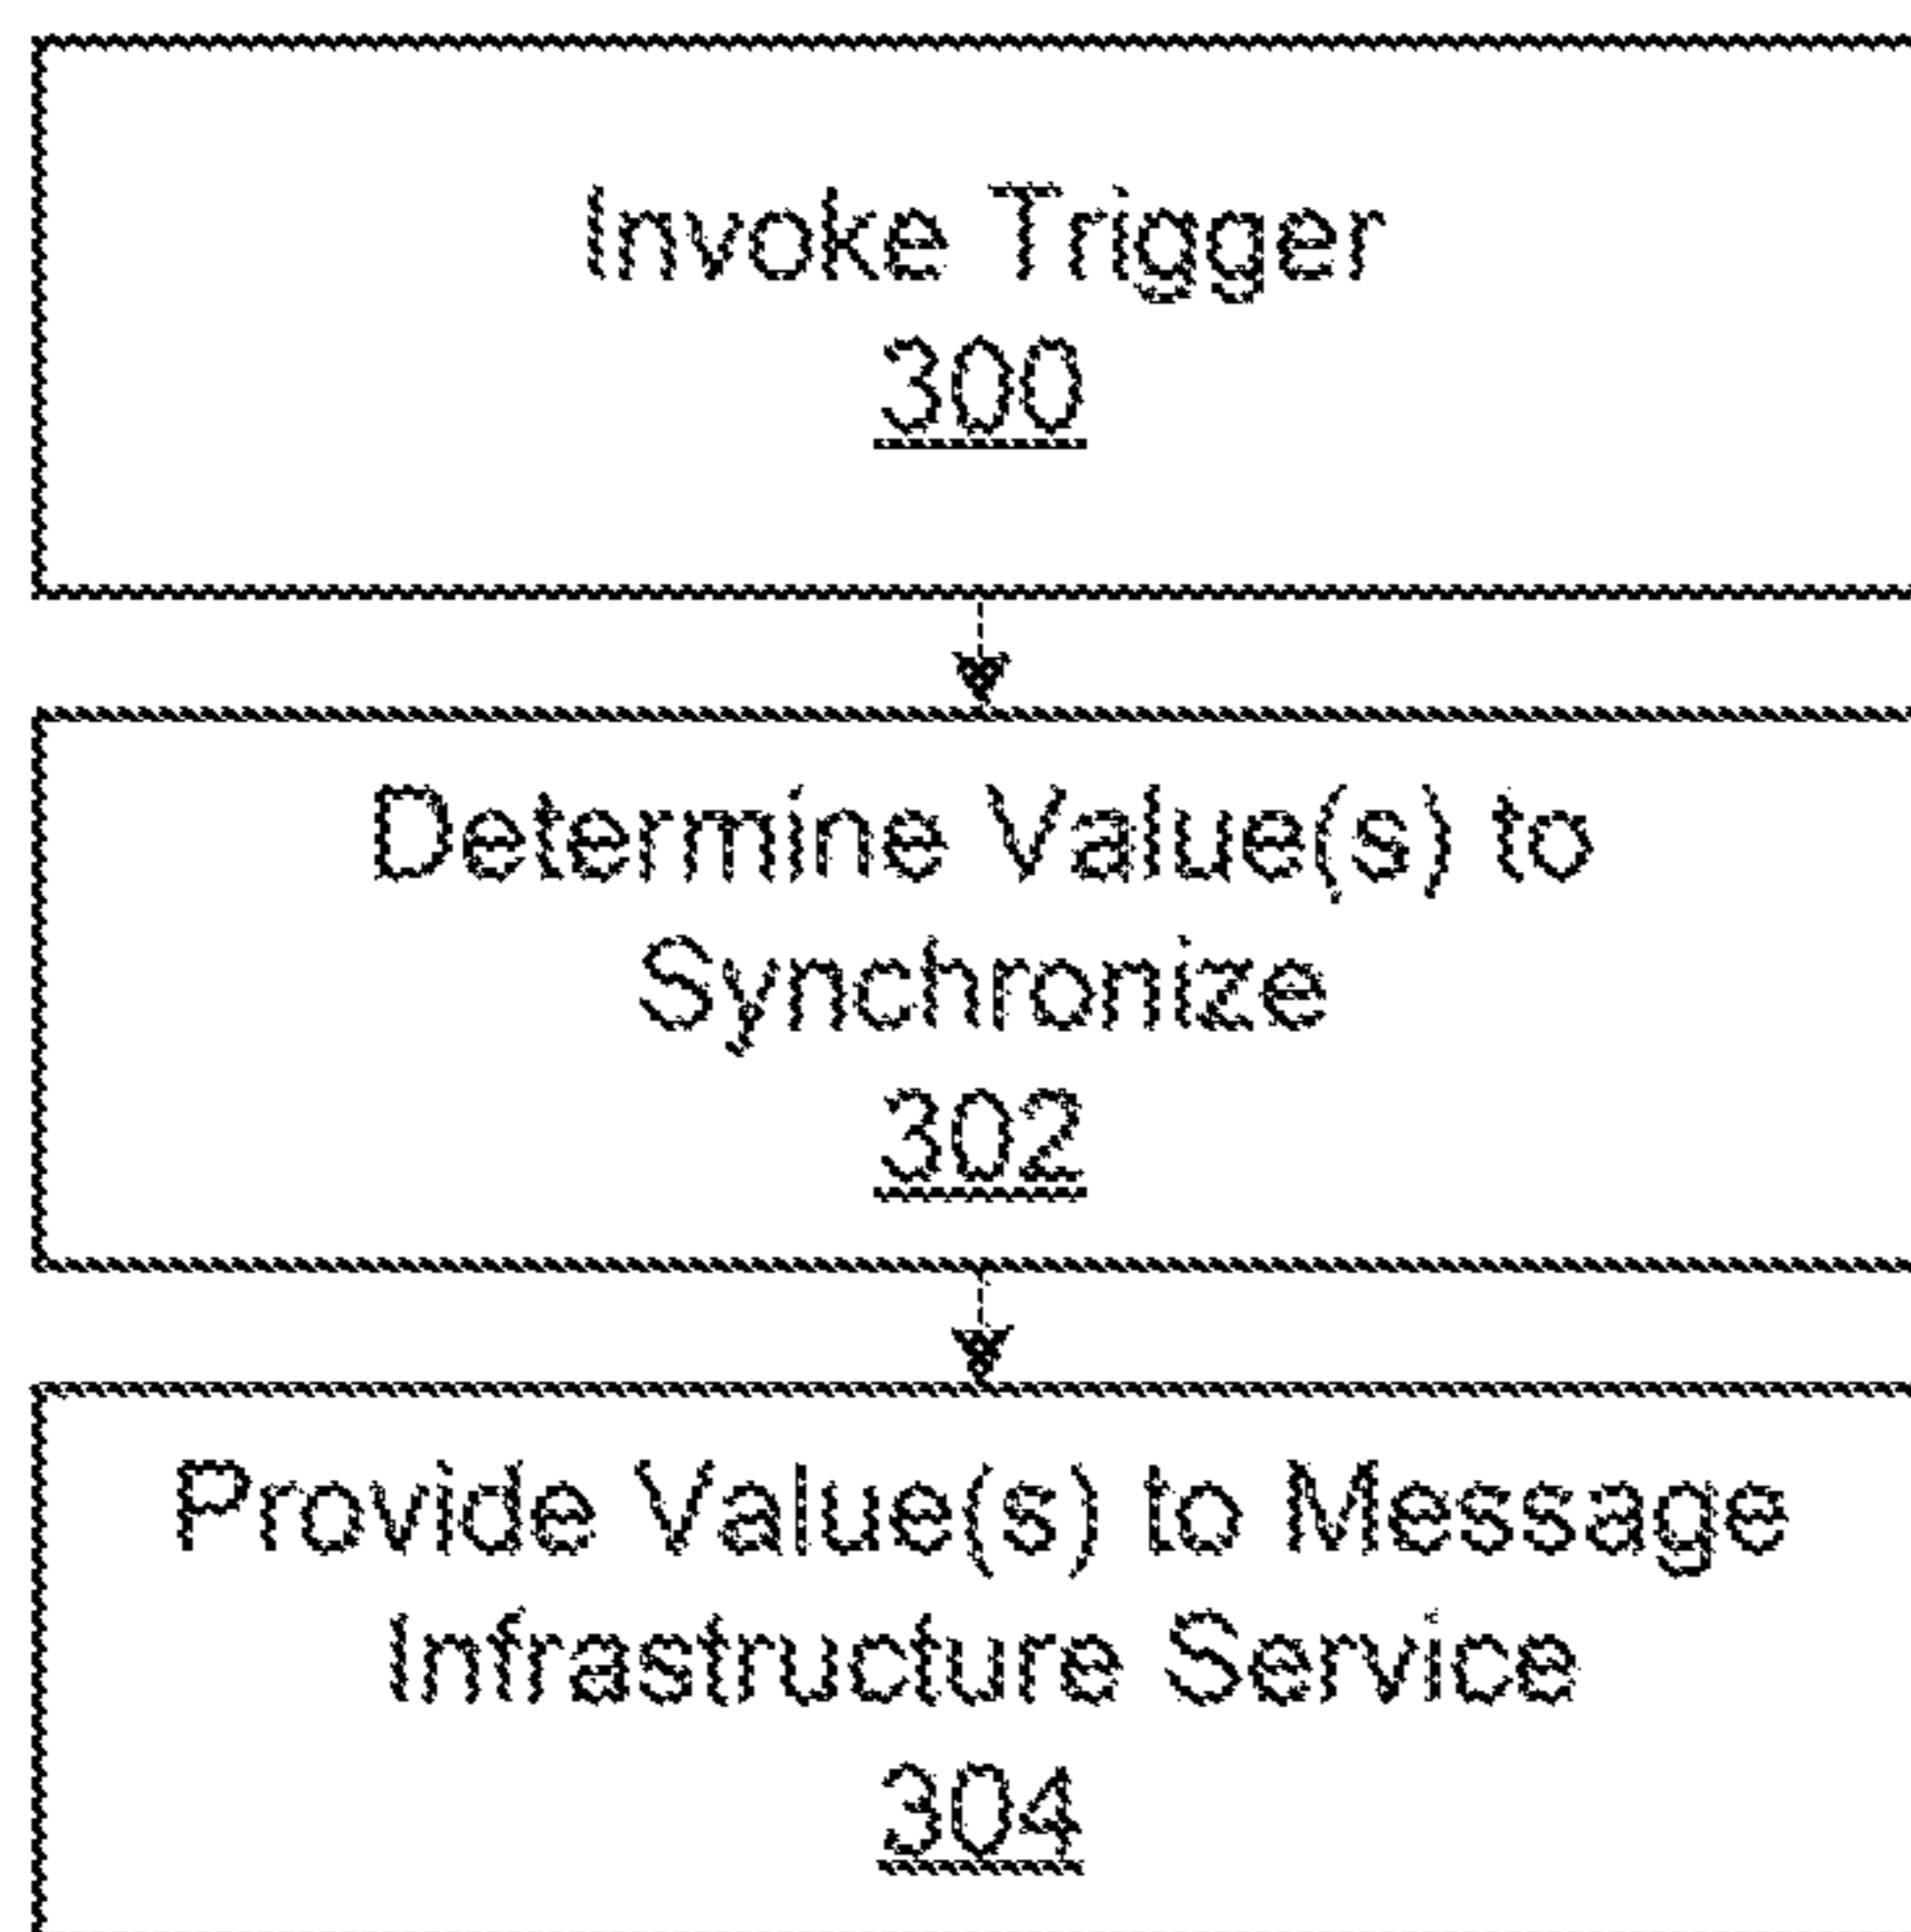 Invoke Trigger
300
Determine Value(s) to
Synchronize
302
Provide Value(s) to Message
Infrastructure Service
304